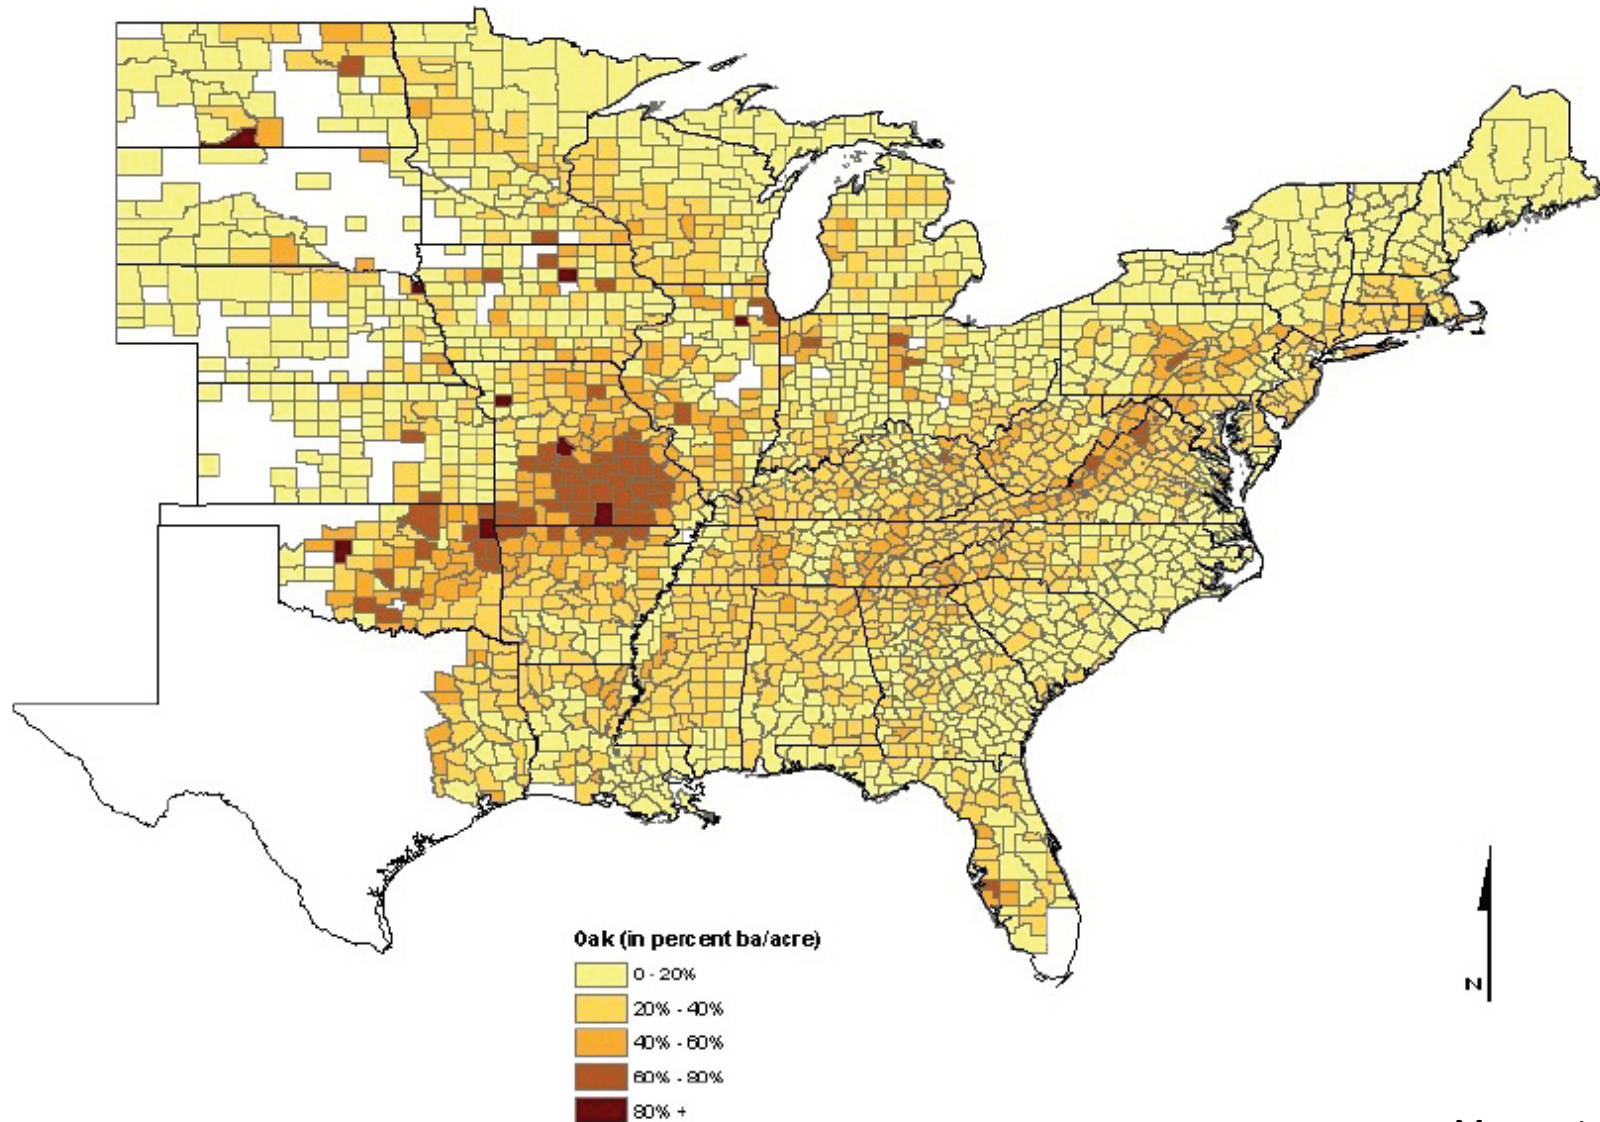 Oak (in percent ba/acre)
0 - 20%
20% - 40%
40% - 60%
60% - 80%
80% +
N